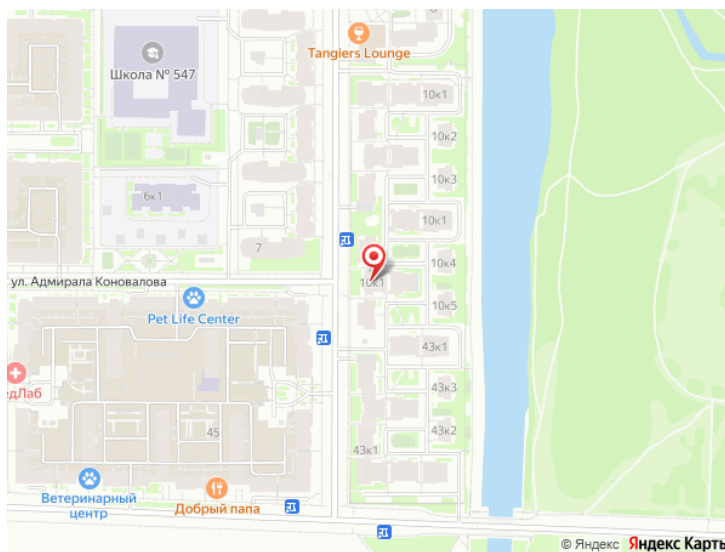 Tangiers Lounge
Школа № 547
10к1
10к2
10к3
6к1
10к1
7
10к4
ул. Адмирала Коновалова
10к1
10к5
Pet Life Center
43к1
едЛаб
43к3
45
43к2
43к1
Ветеринарный
центр
Добрый папа
© Яндекс Яндекс Карты